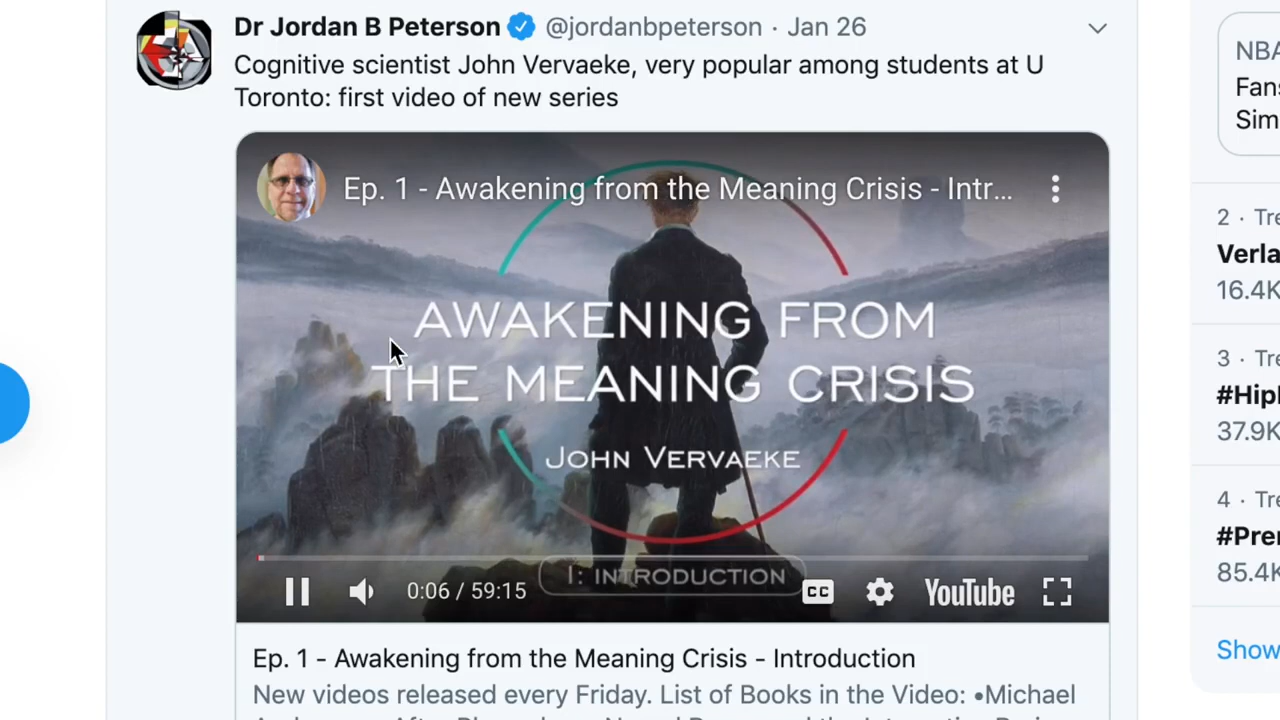 Dr Jordan B Peterson @jordanbpeterson · Jan 26
Cognitive scientist John Vervaeke, very popular among students at U
Toronto: first video of new series
Ep. 1 - Awakening from the Meaning Crisis - Intr...
AWAKENING FROM
THE MEANING CRISIS
JOHN VERVAEKE
I: INTRODUCTION
0:06 / 59:15
CC
YouTube
Ep. 1 - Awakening from the Meaning Crisis - Introduction
New videos released every Friday. List of Books in the Video: •Michael
NBA
Fans
Sim
2 · Tre
Verla
16.4K
3 · Tre
#HipH
37.9K
4 · Tre
#Prem
85.4K
Show